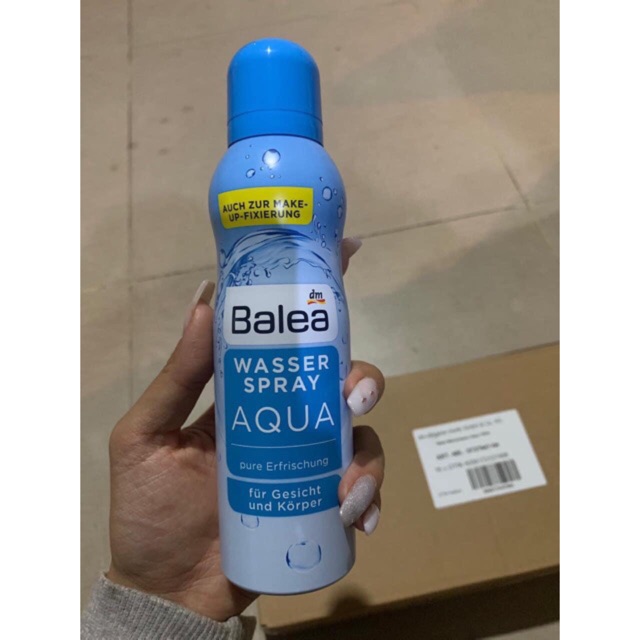 AUCH ZUR MAKE-
UP-FIXIERUNG
dm
Balea
WASSER
SPRAY
AQUA
pure Erfrischung
für Gesicht
und Körper